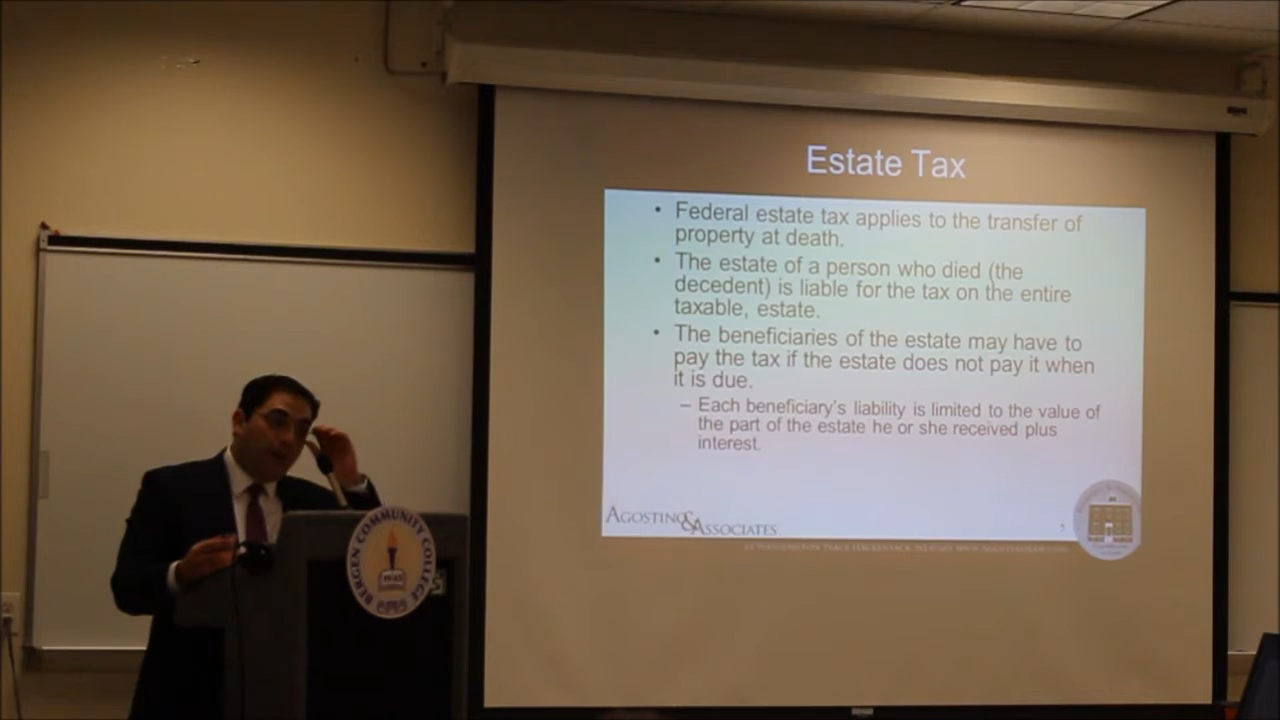 Estate Tax
• Federal estate tax applies to the transfer of
property at death.
• The estate of a person who died (the
decedent) is liable for the tax on the entire
taxable, estate.
• The beneficiaries of the estate may have to
pay the tax if the estate does not pay it when
it is due.
– Each beneficiary's liability is limited to the value of
the part of the estate he or she received plus
interest.
AGOSTINO & ASSOCIATES
BERGEN COMMUNITY COLLEGE